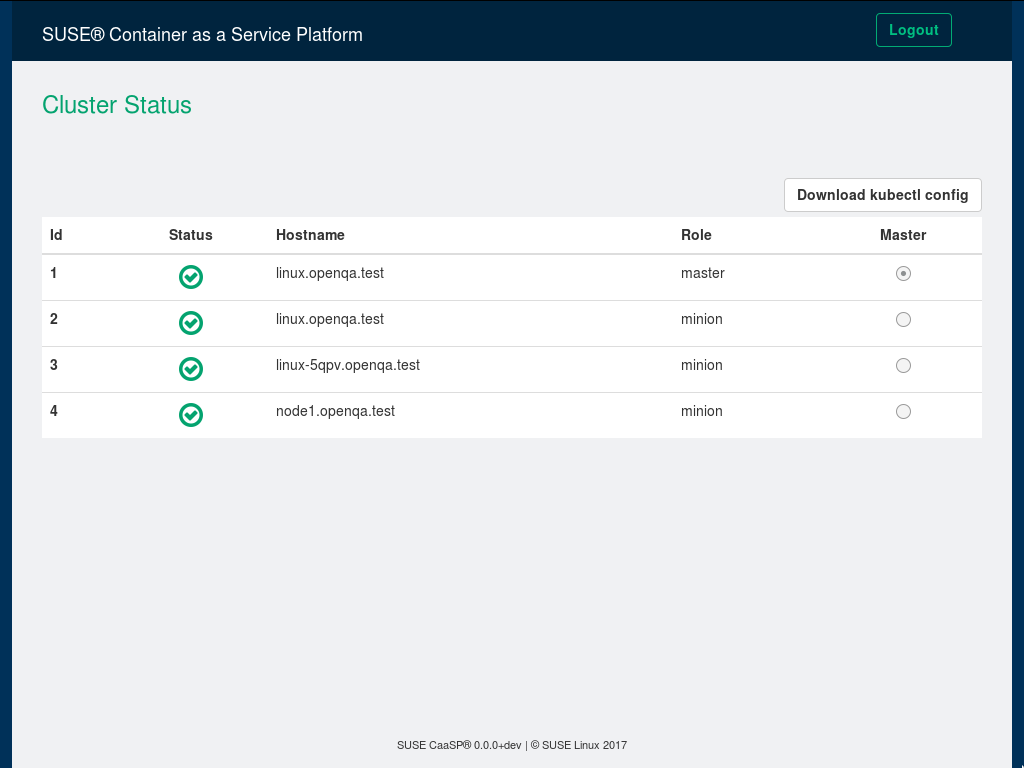 SUSE® Container as a Service Platform
Logout
Cluster Status
Download kubectl config
Id Status Hostname Role Master
1 linux.openqa.test master
2 linux.openqa.test minion
3 linux-5qpv.openqa.test minion
4 node1.openqa.test minion
SUSE CaaSP® 0.0.0+dev | © SUSE Linux 2017